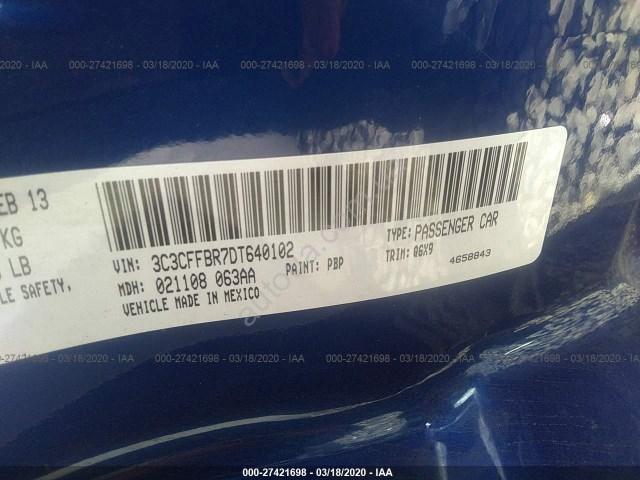 000-27421698 - 03/18/2020 - IAA
000-27421698 - 03/18/2020 - IAA
000-27421698 - 03/18/2020 - IAA
EB 13
KG
LB
LE SAFETY,
VIN: 3C3CFFBR7DT640102
TYPE: PASSENGER CAR
MDH: 021108 063AA
PAINT: PBP
TRIM: Q6X9
4658843
VEHICLE MADE IN MEXICO
000-27421698 - 03/18/2020 - IAA
000-27421698 - 03/18/2020 - IAA
000-27421698 - 03/18/2020 - IAA
000-27421698 - 03/18/2020 - IAA